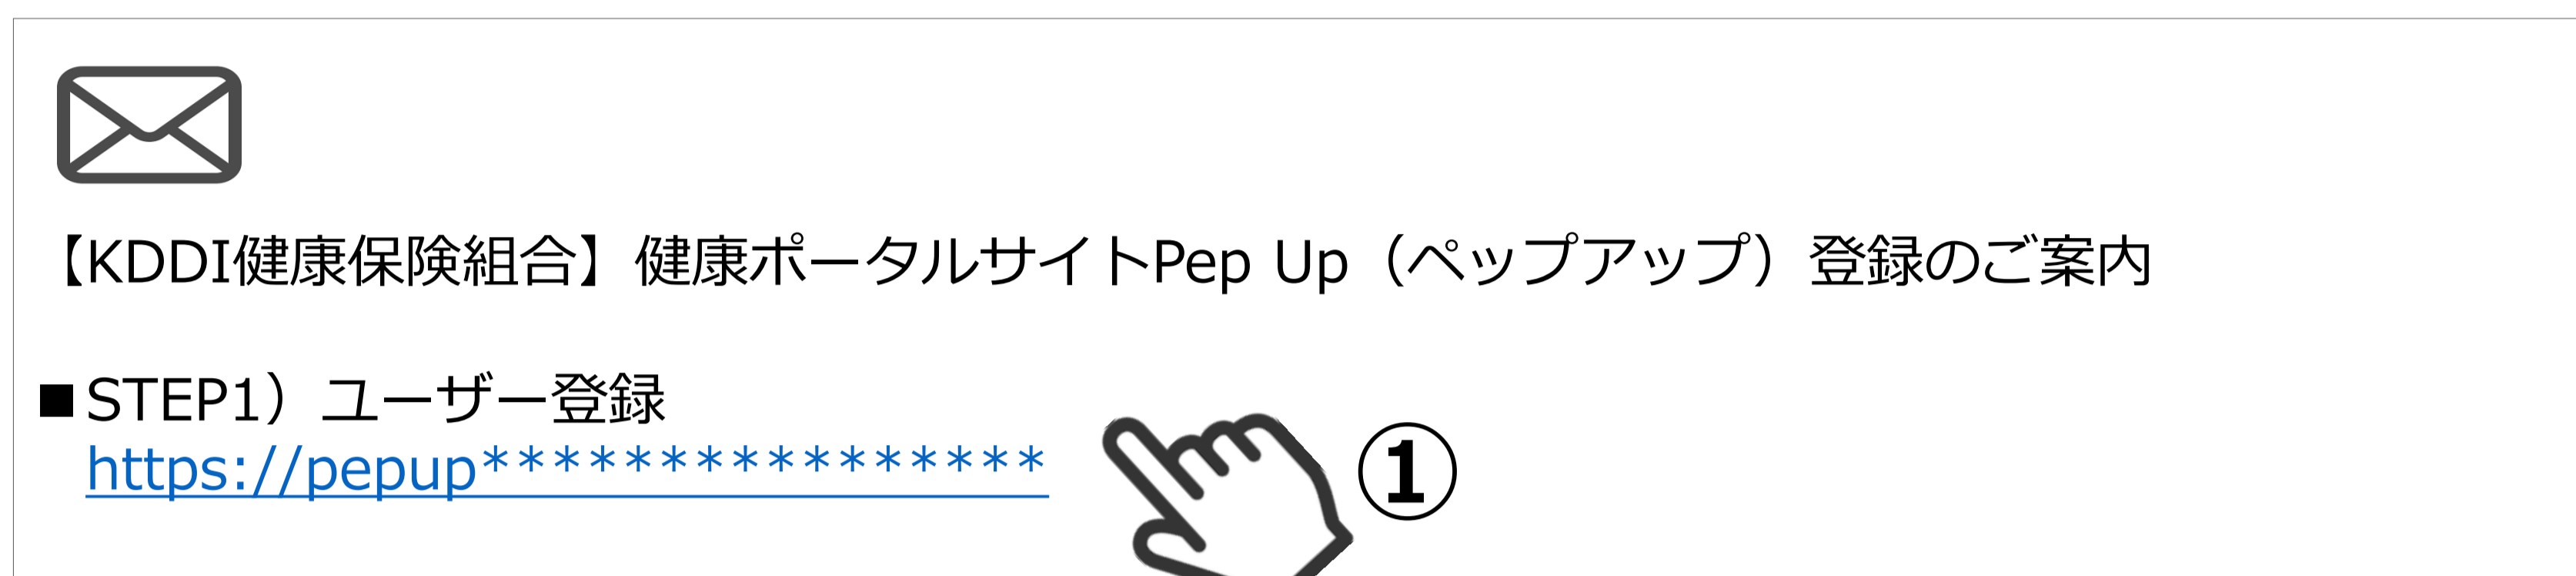 【KDDI健康保険組合】健康ポータルサイトPep Up（ペップアップ）登録のご案内
■STEP1）ユーザー登録
https://pepup****************
①